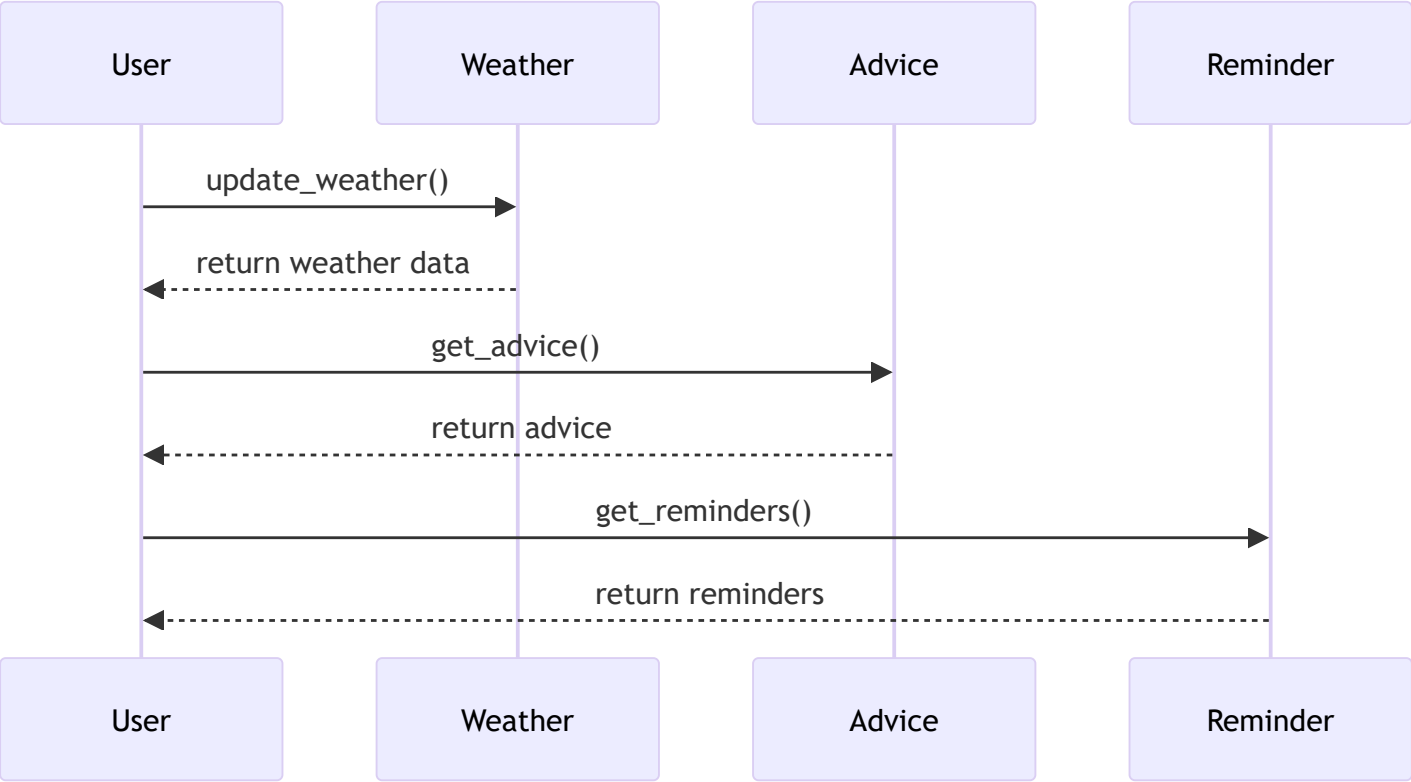 User
Weather
Advice
Reminder
update_weather()
return weather data
get_advice()
return advice
get_reminders()
return reminders
User
Weather
Advice
Reminder